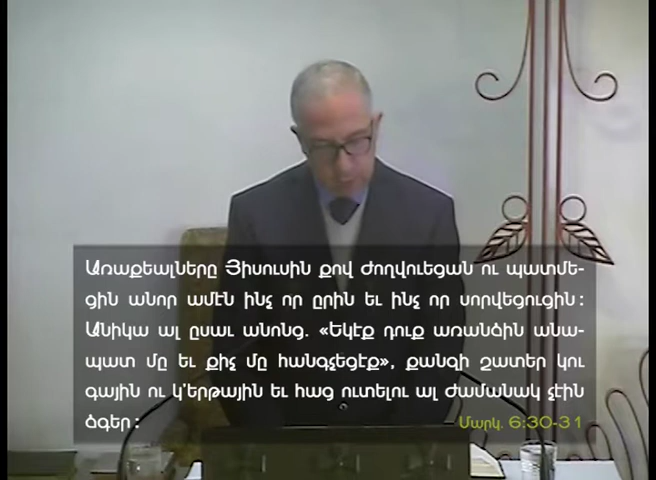 Առաքեալները Յիսուսին քով ժողվուեցան ու պատմե-
ցին անոր ամէն ինչ որ ըրին եւ ինչ որ սորվեցուցին:
Անիկա ալ ըսաւ անոնց. «Եկէք դուք առանձին անա-
պատ մը եւ քիչ մը հանգչեցէք», քանզի շատեր կու
գային ու կ'երթային եւ հաց ուտելու ալ ժամանակ չէին
ձգեր:
Մարկ. 6:30-31